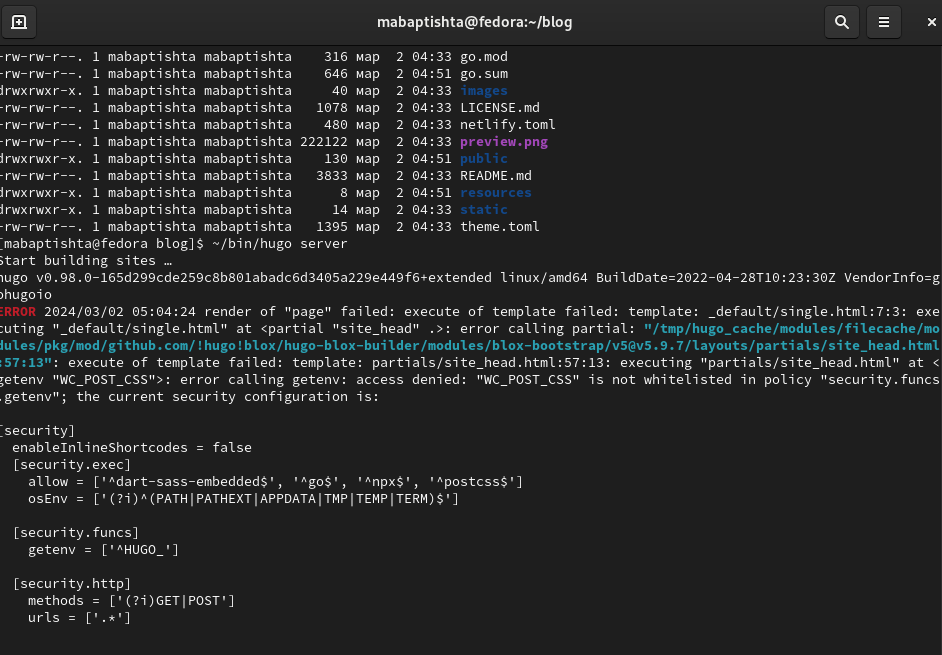 mabaptishta@fedora:~/blog
-rw-rw-r--. 1 mabaptishta mabaptishta    316 мар  2 04:33 go.mod
-rw-rw-r--. 1 mabaptishta mabaptishta    646 мар  2 04:51 go.sum
drwxrwxr-x. 1 mabaptishta mabaptishta     40 мар  2 04:33 images
-rw-rw-r--. 1 mabaptishta mabaptishta   1078 мар  2 04:33 LICENSE.md
-rw-rw-r--. 1 mabaptishta mabaptishta    480 мар  2 04:33 netlify.toml
-rw-rw-r--. 1 mabaptishta mabaptishta 222122 мар  2 04:33 preview.png
drwxrwxr-x. 1 mabaptishta mabaptishta    130 мар  2 04:51 public
-rw-rw-r--. 1 mabaptishta mabaptishta   3833 мар  2 04:33 README.md
drwxrwxr-x. 1 mabaptishta mabaptishta      8 мар  2 04:51 resources
drwxrwxr-x. 1 mabaptishta mabaptishta     14 мар  2 04:33 static
-rw-rw-r--. 1 mabaptishta mabaptishta   1395 мар  2 04:33 theme.toml
[mabaptishta@fedora blog]$ ~/bin/hugo server
Start building sites …
hugo v0.98.0-165d299cde259c8b801abadc6d3405a229e449f6+extended linux/amd64 BuildDate=2022-04-28T10:23:30Z VendorInfo=g
ohugoio
ERROR 2024/03/02 05:04:24 render of "page" failed: execute of template failed: template: _default/single.html:7:3: exe
cuting "_default/single.html" at <partial "site_head" .>: error calling partial: "/tmp/hugo_cache/modules/filecache/mo
dules/pkg/mod/github.com/!hugo!blox/hugo-blox-builder/modules/blox-bootstrap/v5@v5.9.7/layouts/partials/site_head.html
:57:13": execute of template failed: template: partials/site_head.html:57:13: executing "partials/site_head.html" at <
getenv "WC_POST_CSS">: error calling getenv: access denied: "WC_POST_CSS" is not whitelisted in policy "security.funcs
.getenv"; the current security configuration is:
[security]
  enableInlineShortcodes = false
  [security.exec]
    allow = ['^dart-sass-embedded$', '^go$', '^npx$', '^postcss$']
    osEnv = ['(?i)^(PATH|PATHEXT|APPDATA|TMP|TEMP|TERM)$']
  [security.funcs]
    getenv = ['^HUGO_']
  [security.http]
    methods = ['(?i)GET|POST']
    urls = ['.*']